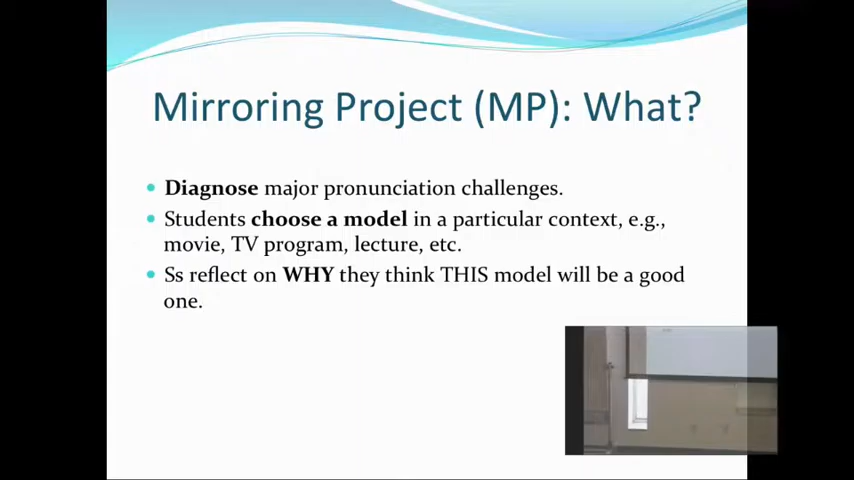 Mirroring Project (MP): What?
Diagnose major pronunciation challenges.
Students choose a model in a particular context, e.g.,
movie, TV program, lecture, etc.
Ss reflect on WHY they think THIS model will be a good
one.